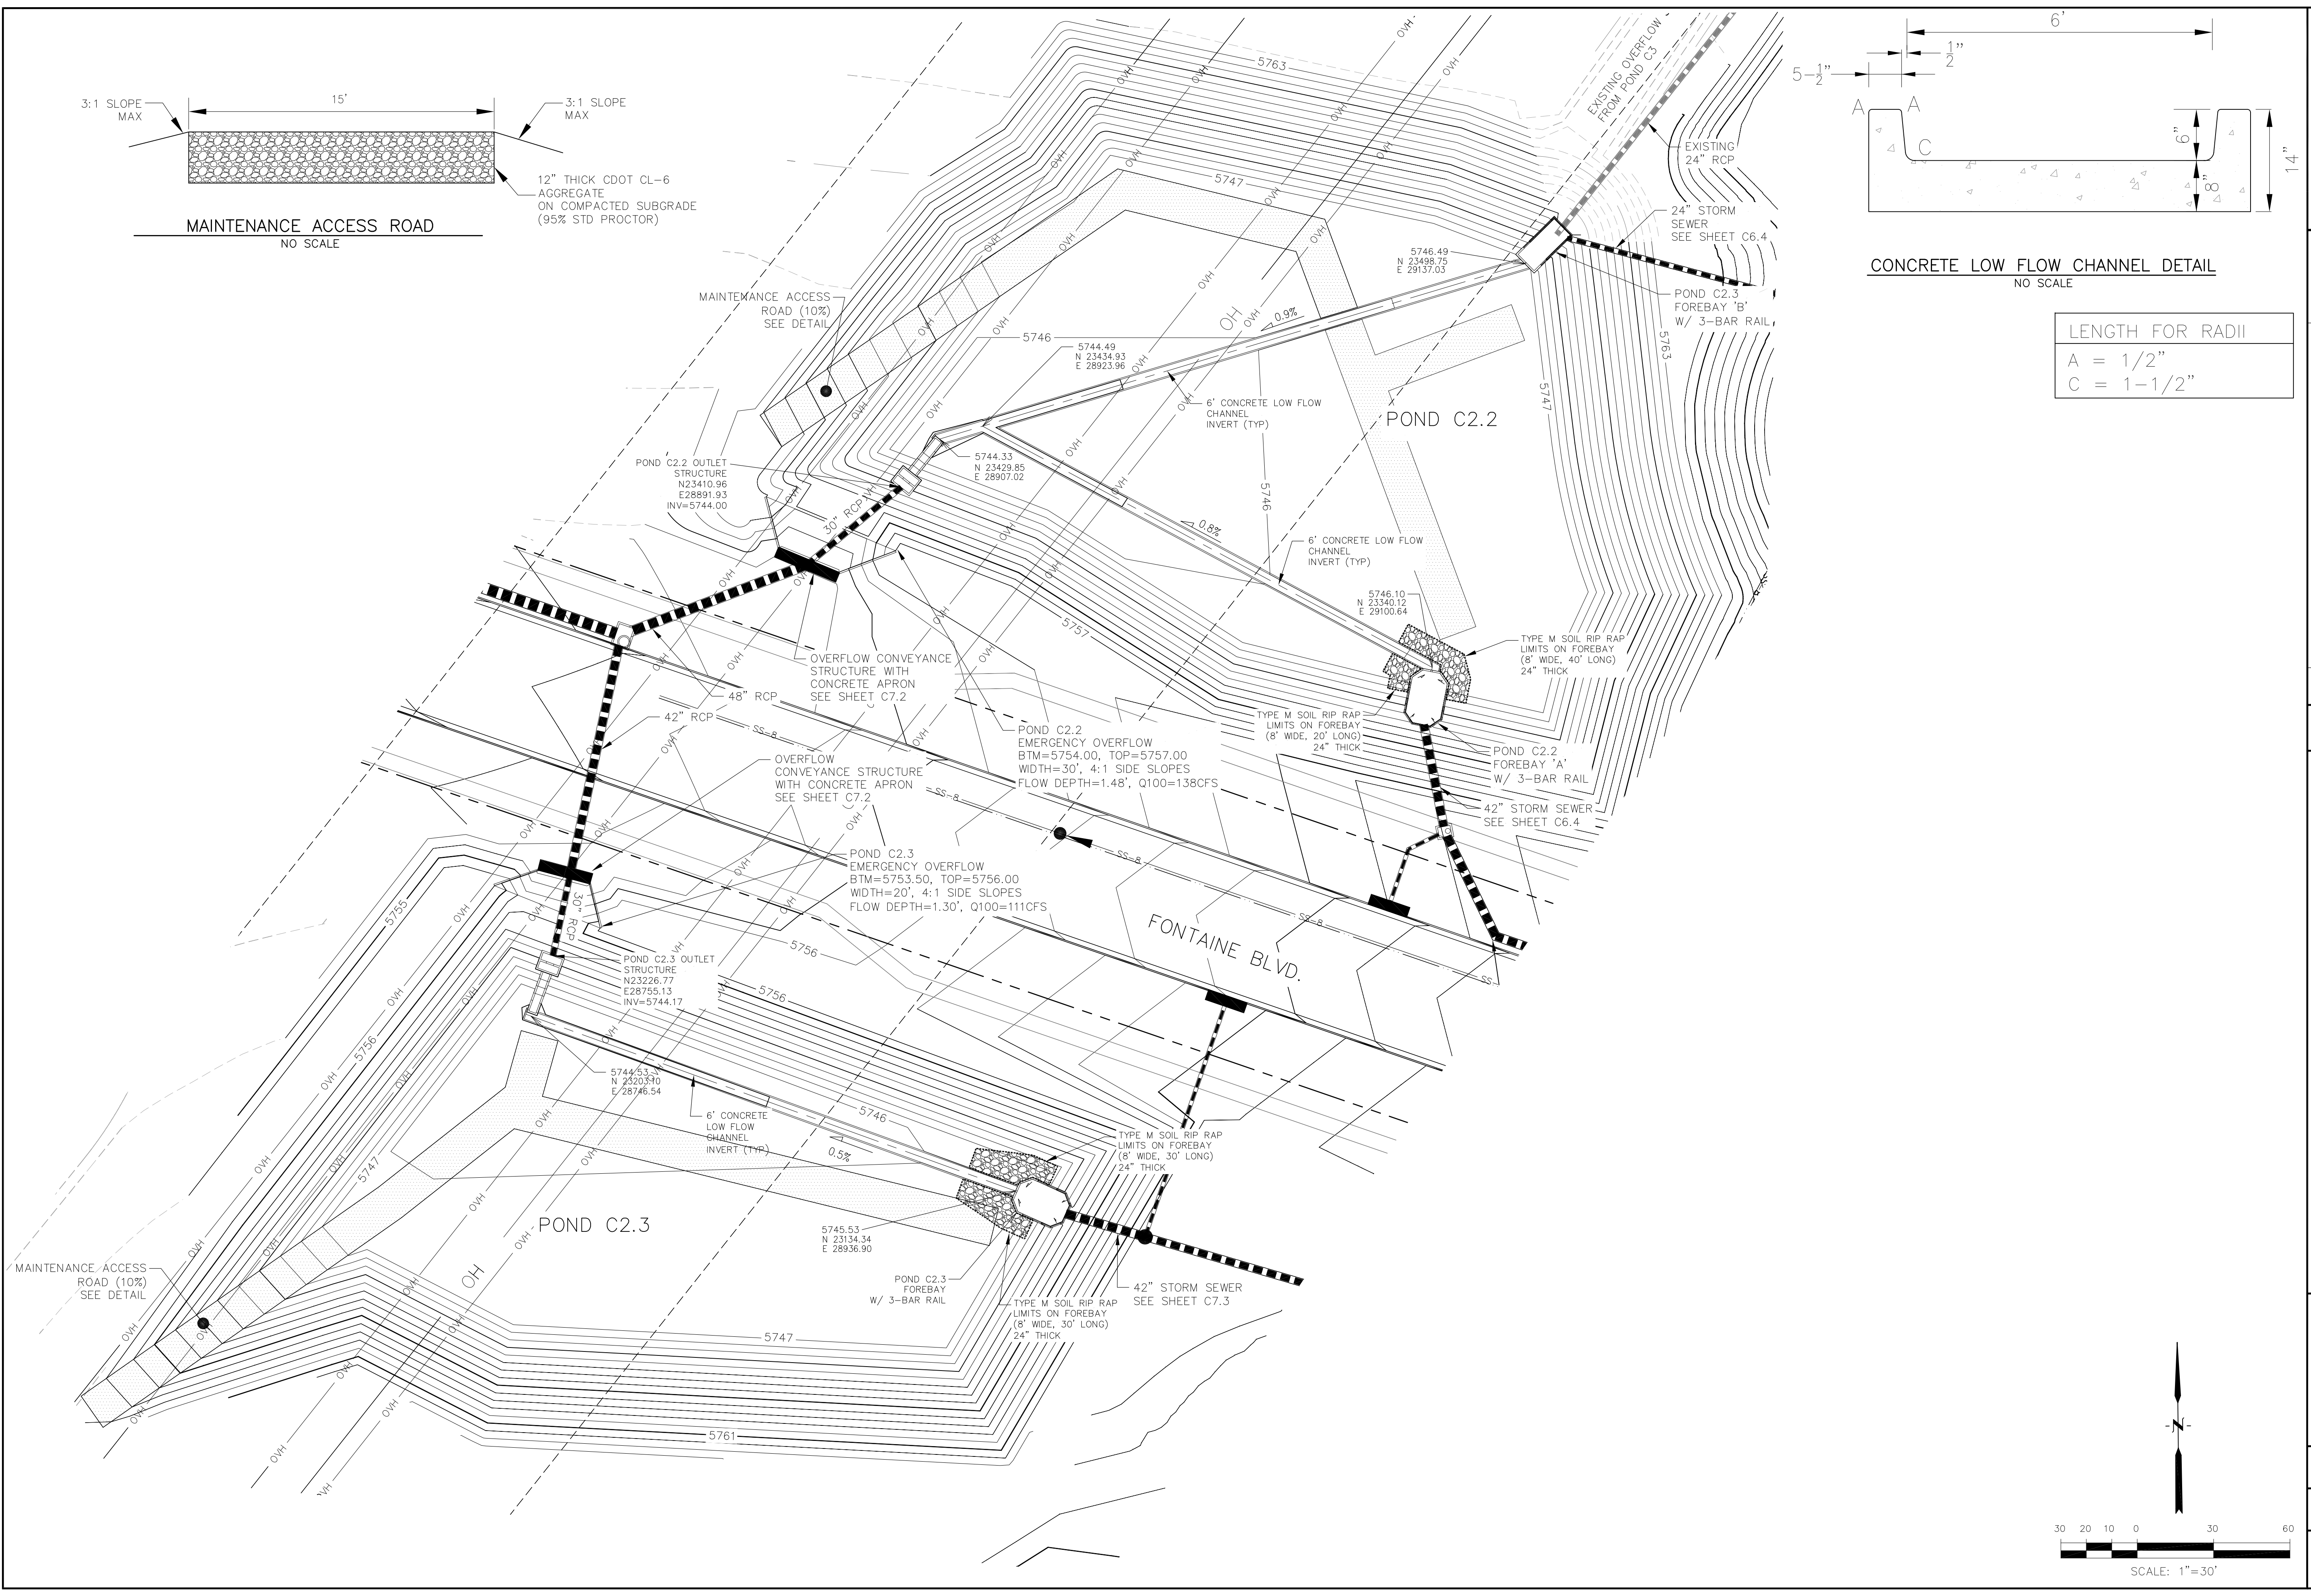 3:1 SLOPE
MAX
15'
3:1 SLOPE
MAX
12" THICK CDOT CL-6
AGGREGATE
ON COMPACTED SUBGRADE
(95% STD PROCTOR)
MAINTENANCE ACCESS ROAD
NO SCALE
6'
1/2"
5-1/2"
A
A
C
6"
8"
14"
CONCRETE LOW FLOW CHANNEL DETAIL
NO SCALE
LENGTH FOR RADII
A = 1/2"
C = 1-1/2"
5763
EXISTING OVERFLOW
FROM POND C3
EXISTING
24" RCP
5747
24" STORM
SEWER
SEE SHEET C6.4
5746.49
N 23498.75
E 29137.03
POND C2.3
FOREBAY 'B'
W/ 3-BAR RAIL
MAINTENANCE ACCESS
ROAD (10%)
SEE DETAIL
OH
0.9%
5746
5744.49
N 23434.93
E 28923.96
5763
5747
6' CONCRETE LOW FLOW
CHANNEL
INVERT (TYP)
POND C2.2
POND C2.2 OUTLET
STRUCTURE
N23410.96
E28891.93
INV=5744.00
5744.33
N 23429.85
E 28907.02
5746
30" RCP
0.8%
6' CONCRETE LOW FLOW
CHANNEL
INVERT (TYP)
5746.10
N 23340.12
E 29100.64
5757
TYPE M SOIL RIP RAP
LIMITS ON FOREBAY
(8' WIDE, 40' LONG)
24" THICK
OVERFLOW CONVEYANCE
STRUCTURE WITH
CONCRETE APRON
SEE SHEET C7.2
48" RCP
42" RCP
SS-8
TYPE M SOIL RIP RAP
LIMITS ON FOREBAY
(8' WIDE, 20' LONG)
24" THICK
POND C2.2
EMERGENCY OVERFLOW
BTM=5754.00, TOP=5757.00
WIDTH=30', 4:1 SIDE SLOPES
FLOW DEPTH=1.48', Q100=138CFS
POND C2.2
FOREBAY 'A'
W/ 3-BAR RAIL
OVERFLOW
CONVEYANCE STRUCTURE
WITH CONCRETE APRON
SEE SHEET C7.2
SS-8
42" STORM SEWER
SEE SHEET C6.4
POND C2.3
EMERGENCY OVERFLOW
BTM=5753.50, TOP=5756.00
WIDTH=20', 4:1 SIDE SLOPES
FLOW DEPTH=1.30', Q100=111CFS
SS-8
SS-8
SS-
FONTAINE BLVD.
5755
30" RCP
5756
POND C2.3 OUTLET
STRUCTURE
N23226.77
E28755.13
INV=5744.17
5756
5756
5744.53
N 23203.10
E 28746.54
6' CONCRETE
LOW FLOW
CHANNEL
INVERT (TYP)
5746
0.5%
TYPE M SOIL RIP RAP
LIMITS ON FOREBAY
(8' WIDE, 30' LONG)
24" THICK
5747
POND C2.3
5745.53
N 23134.34
E 28936.90
MAINTENANCE ACCESS
ROAD (10%)
SEE DETAIL
OH
POND C2.3
FOREBAY
W/ 3-BAR RAIL
42" STORM SEWER
SEE SHEET C7.3
TYPE M SOIL RIP RAP
LIMITS ON FOREBAY
(8' WIDE, 30' LONG)
24" THICK
5747
5761
OVH
N
30 20 10 0 30 60
SCALE: 1"=30'